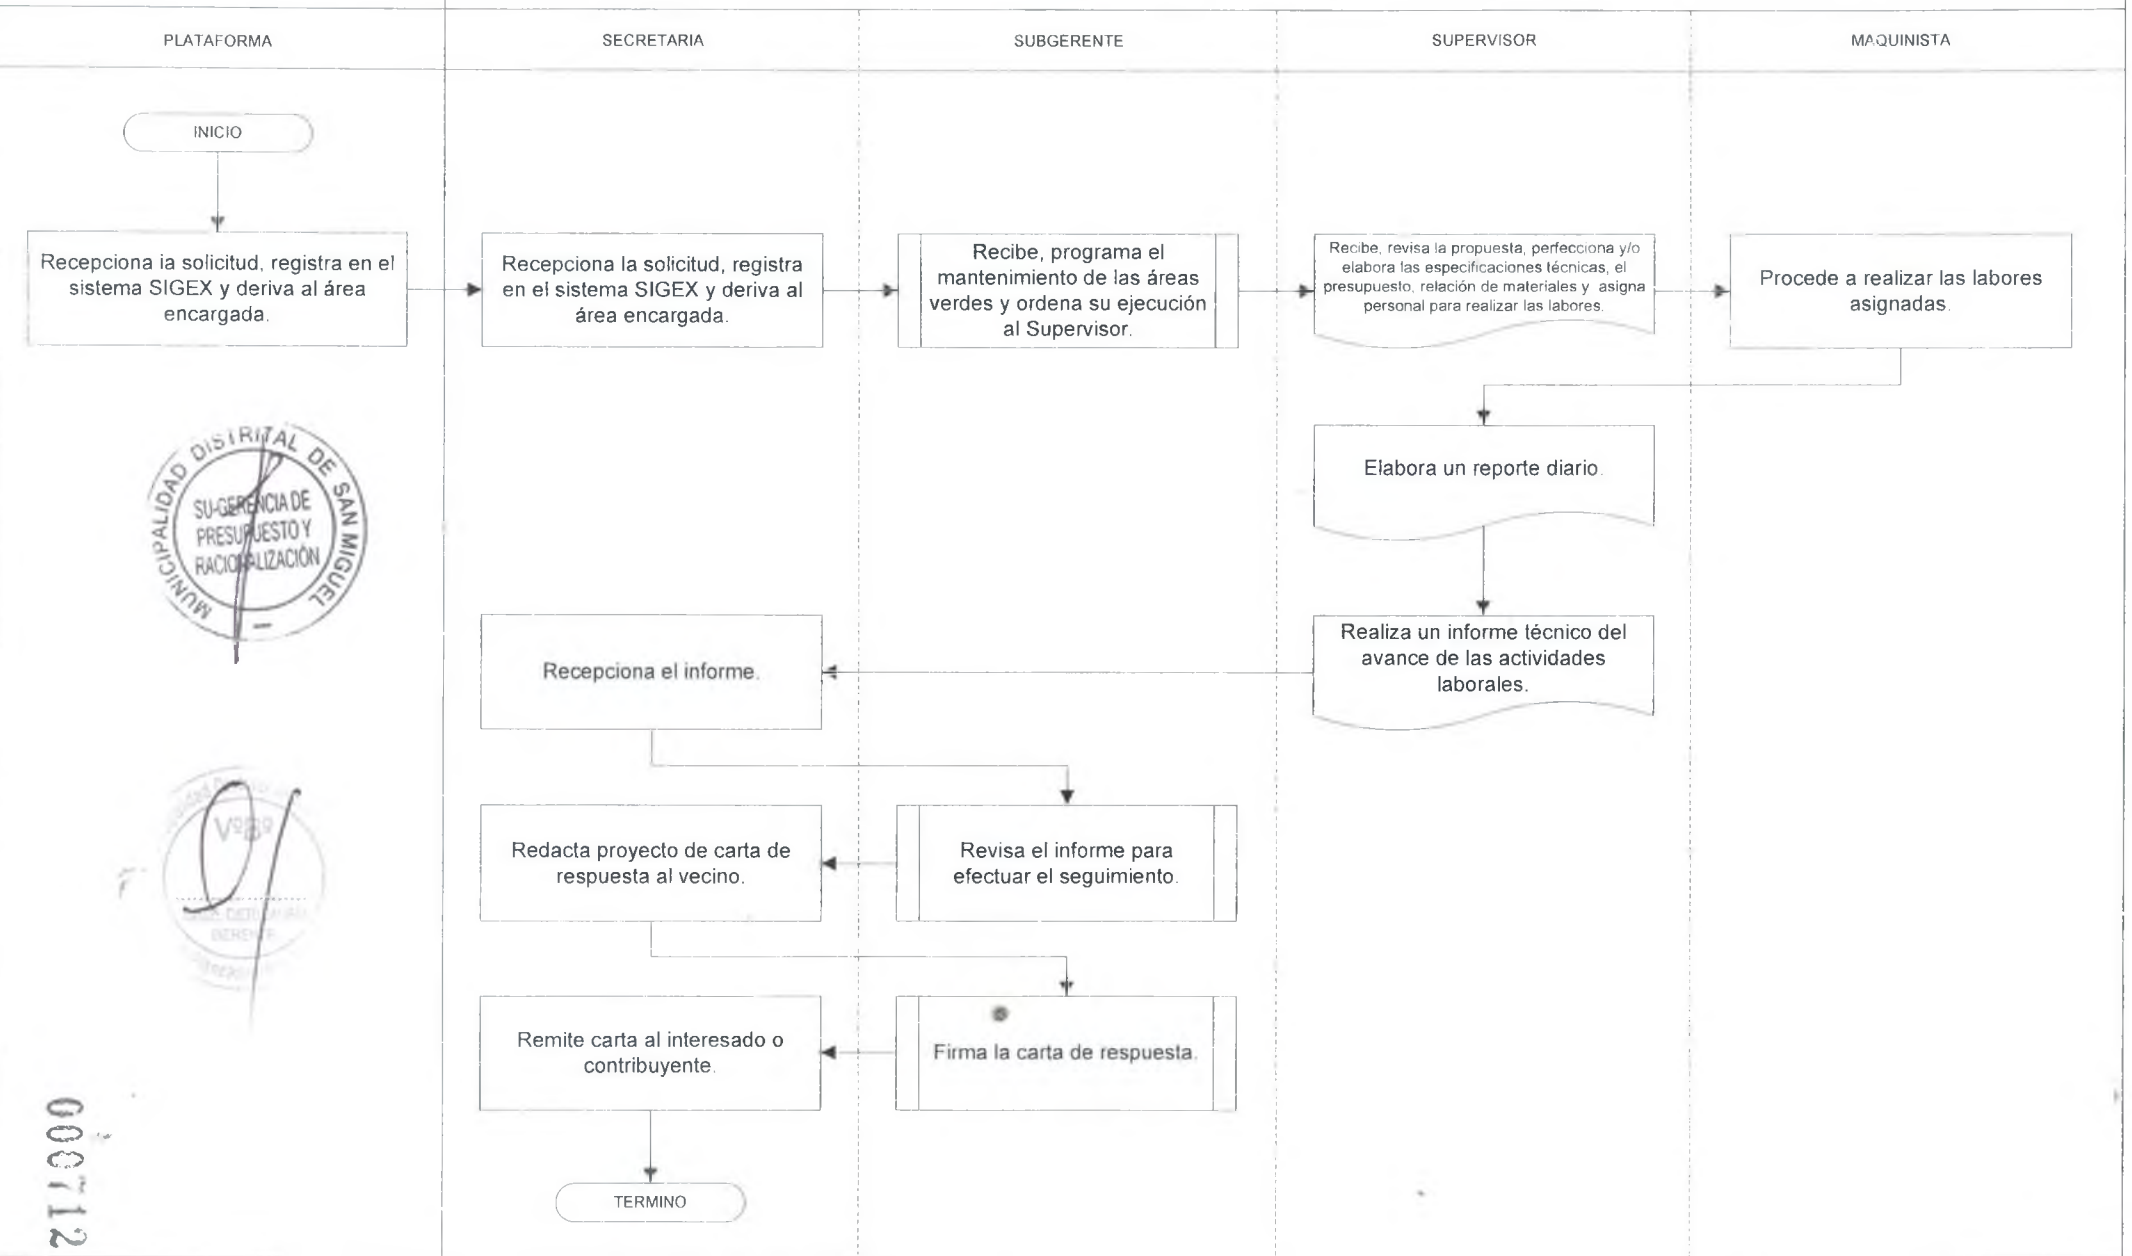 PLATAFORMA
SECRETARIA
SUBGERENTE
SUPERVISOR
MAQUINISTA
INICIO
Recepciona la solicitud, registra en el
sistema SIGEX y deriva al área
encargada.
Recepciona la solicitud, registra
en el sistema SIGEX y deriva al
área encargada.
Recibe, programa el
mantenimiento de las áreas
verdes y ordena su ejecución
al Supervisor.
Recibe, revisa la propuesta, perfecciona y/o
elabora las especificaciones técnicas, el
presupuesto, relación de materiales y asigna
personal para realizar las labores.
Procede a realizar las labores
asignadas.
Elabora un reporte diario.
Realiza un informe técnico del
avance de las actividades
laborales.
Recepciona el informe.
Revisa el informe para
efectuar el seguimiento.
Redacta proyecto de carta de
respuesta al vecino.
Firma la carta de respuesta.
Remite carta al interesado o
contribuyente.
TERMINO
MUNICIPALIDAD DISTRITAL DE SAN MIGUEL
SU-GERENCIA DE
PRESUPUESTO Y
RACIONALIZACIÓN
VºBº
GERENTE
000712